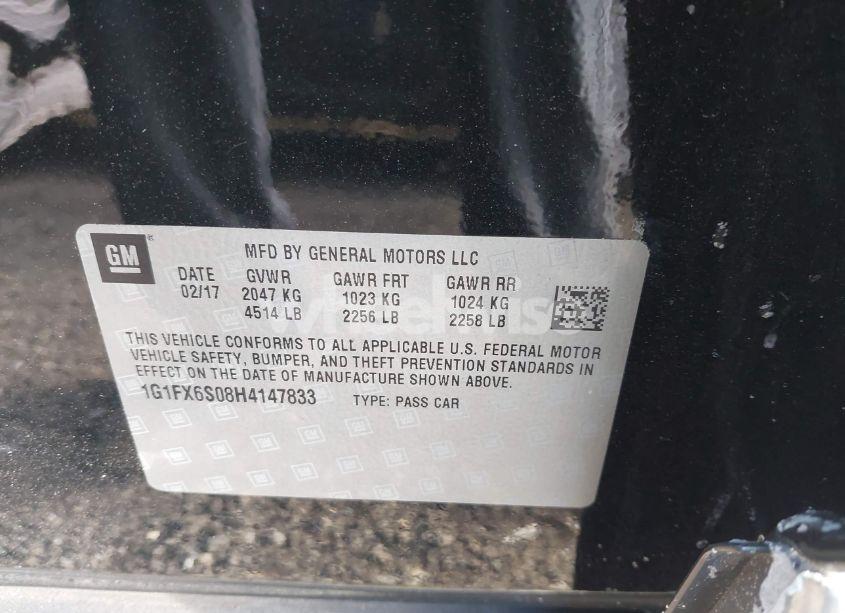 GM
MFD BY GENERAL MOTORS LLC
DATE GVWR GAWR FRT GAWR RR
02/17 2047 KG 1023 KG 1024 KG
4514 LB 2256 LB 2258 LB
THIS VEHICLE CONFORMS TO ALL APPLICABLE U.S. FEDERAL MOTOR
VEHICLE SAFETY, BUMPER, AND THEFT PREVENTION STANDARDS IN
EFFECT ON THE DATE OF MANUFACTURE SHOWN ABOVE.
1G1FX6S08H4147833 TYPE: PASS CAR